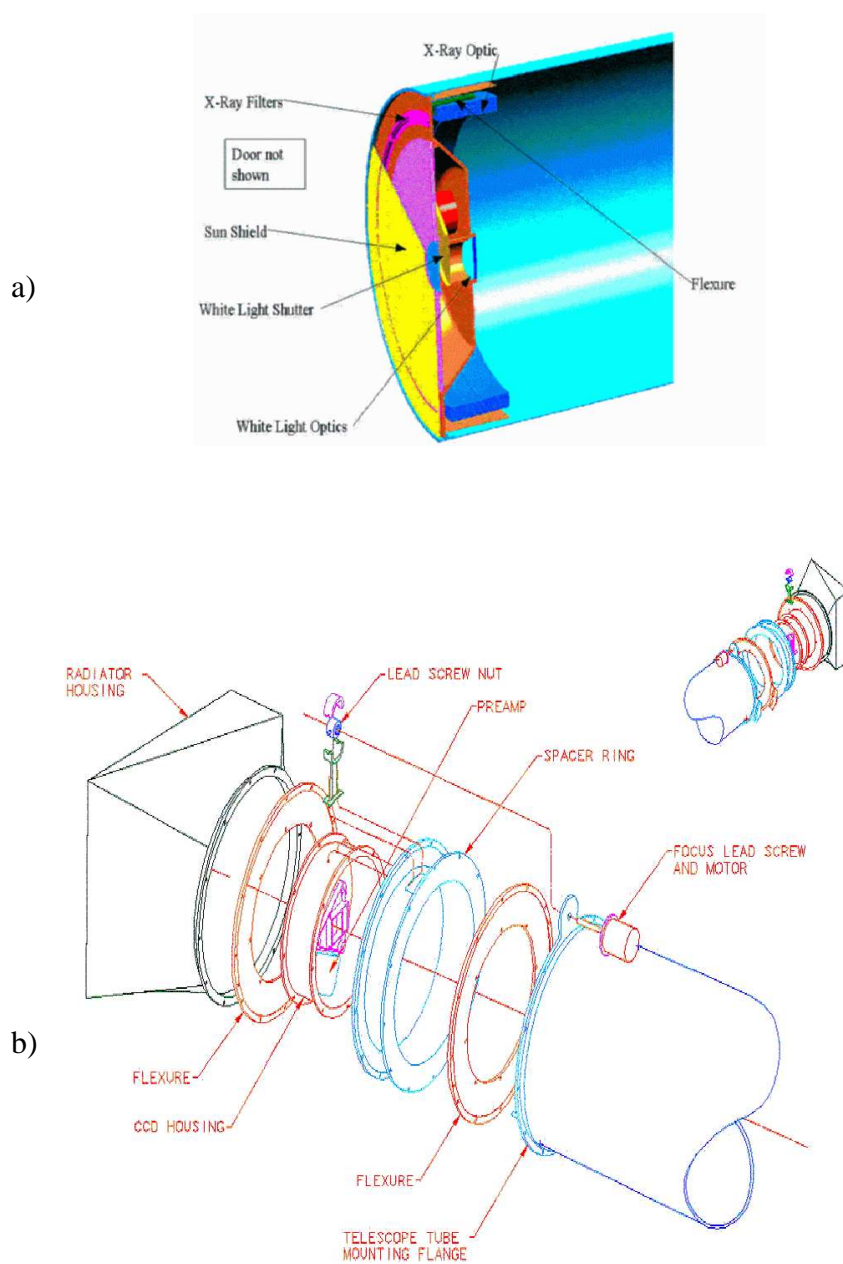 X-Ray Optic
X-Ray Filters
Door not
shown
Sun Shield
a)
Flexure
White Light Shutter
White Light Optics
RADIATOR
HOUSING
LEAD SCREW NUT
PREAMP
SPACER RING
FOCUS LEAD SCREW
AND MOTOR
b)
FLEXURE
CCD HOUSING
FLEXURE
TELESCOPE TUBE
MOUNTING FLANGE